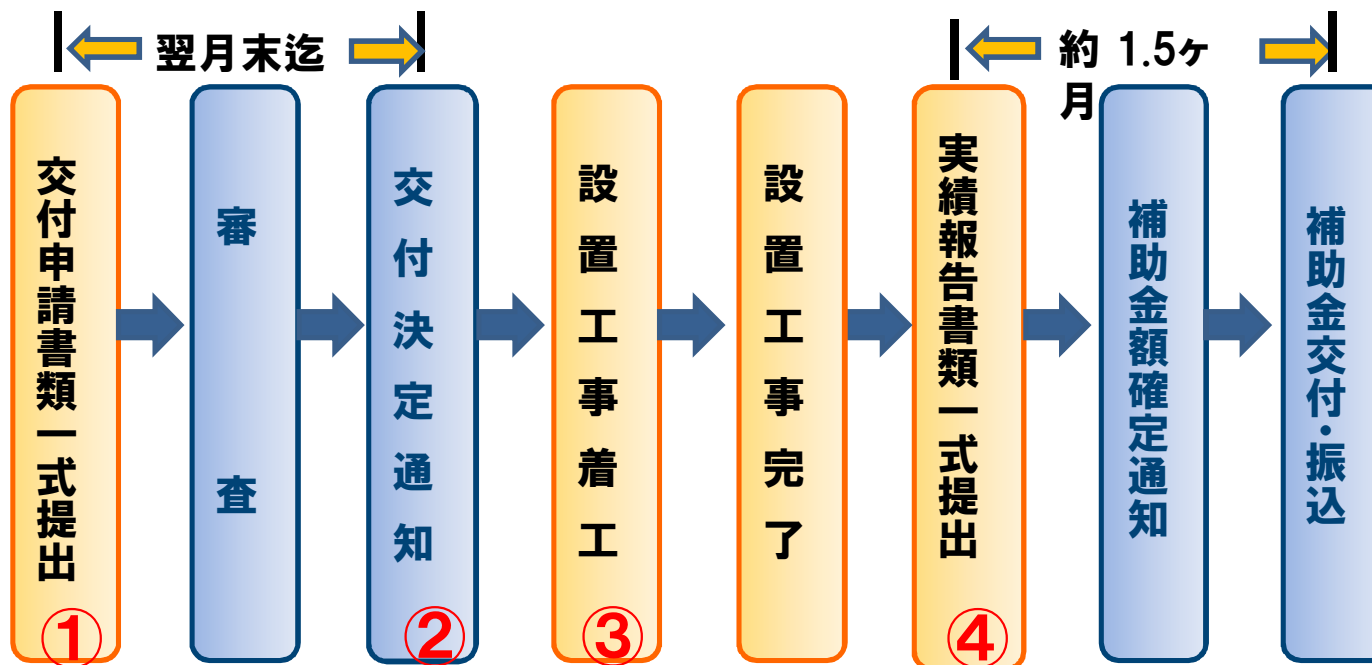 翌月末迄
約 1.5ヶ
月
交付申請書類一式提出
①
審査
交付決定通知
②
設置工事着工
③
設置工事完了
実績報告書類一式提出
④
補助金額確定通知
補助金交付・振込